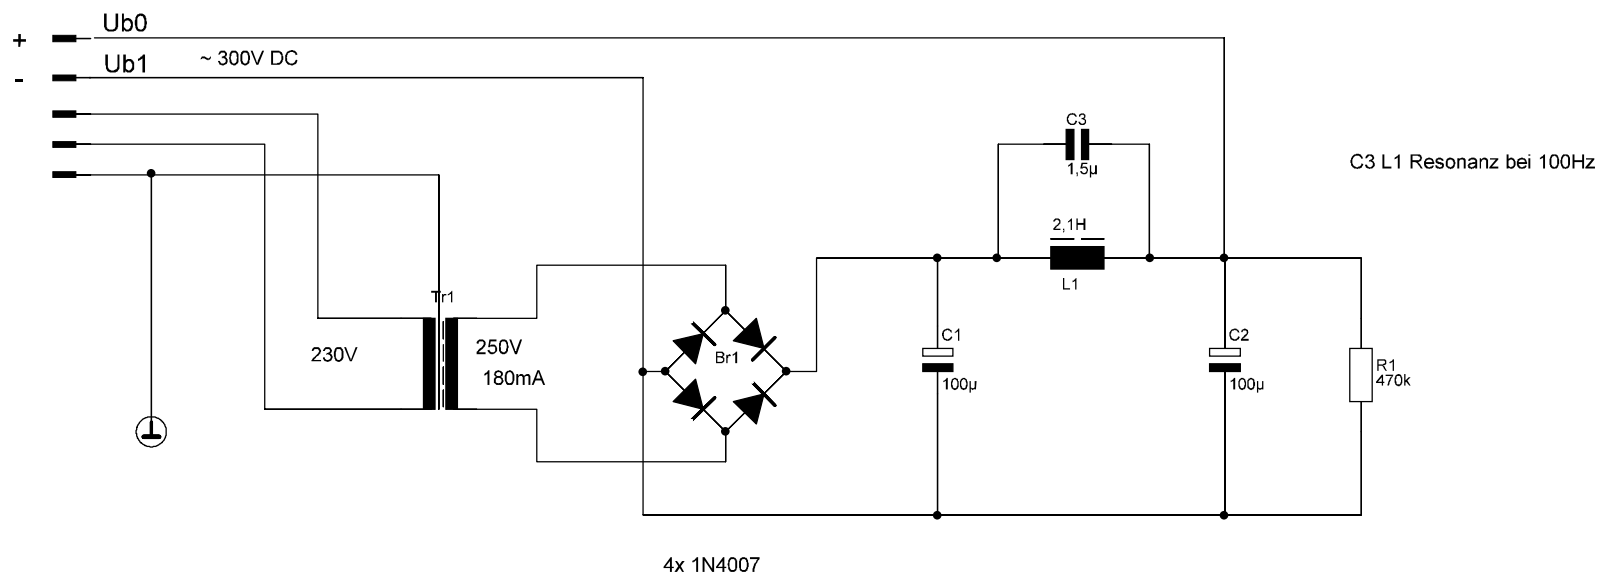 Ub0
+
~ 300V DC
Ub1
-
C3
1,5µ
C3 L1 Resonanz bei 100Hz
2,1H
L1
Tr1
230V
250V
180mA
Br1
C1
100µ
C2
100µ
R1
470k
4x 1N4007